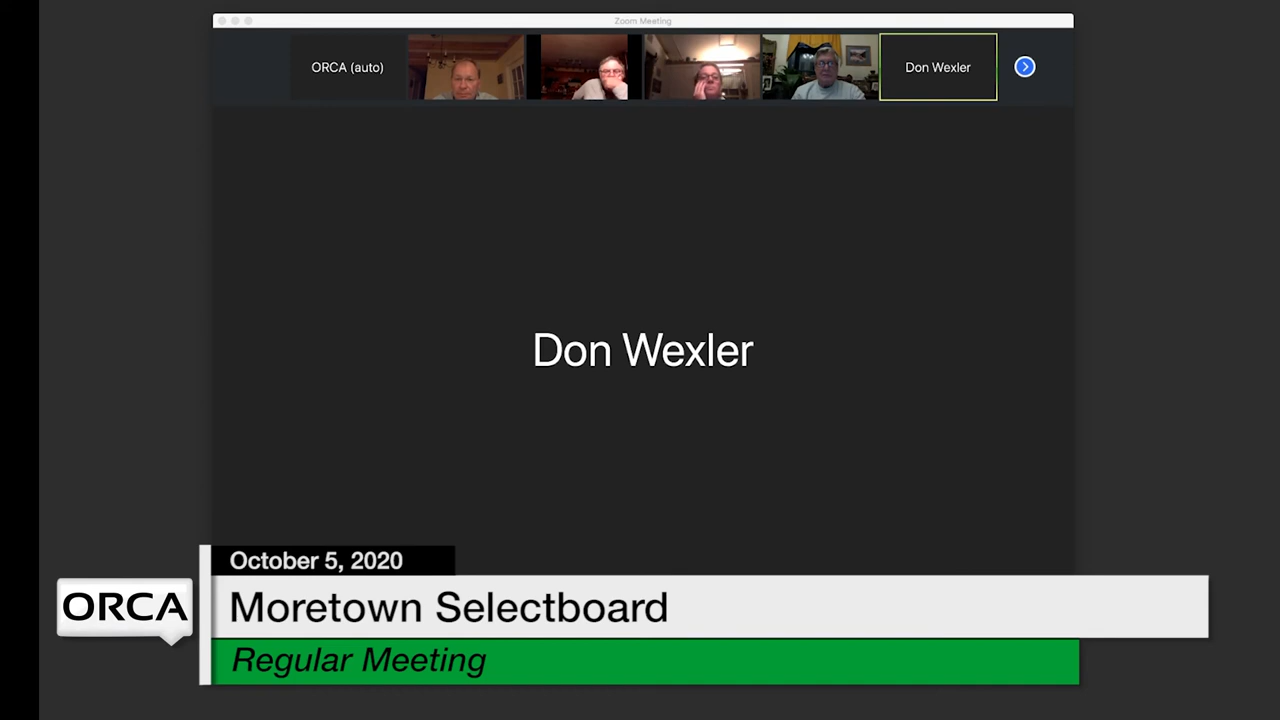 Zoom Meeting
ORCA (auto)
Don Wexler
Don Wexler
October 5, 2020
ORCA
Moretown Selectboard
Regular Meeting